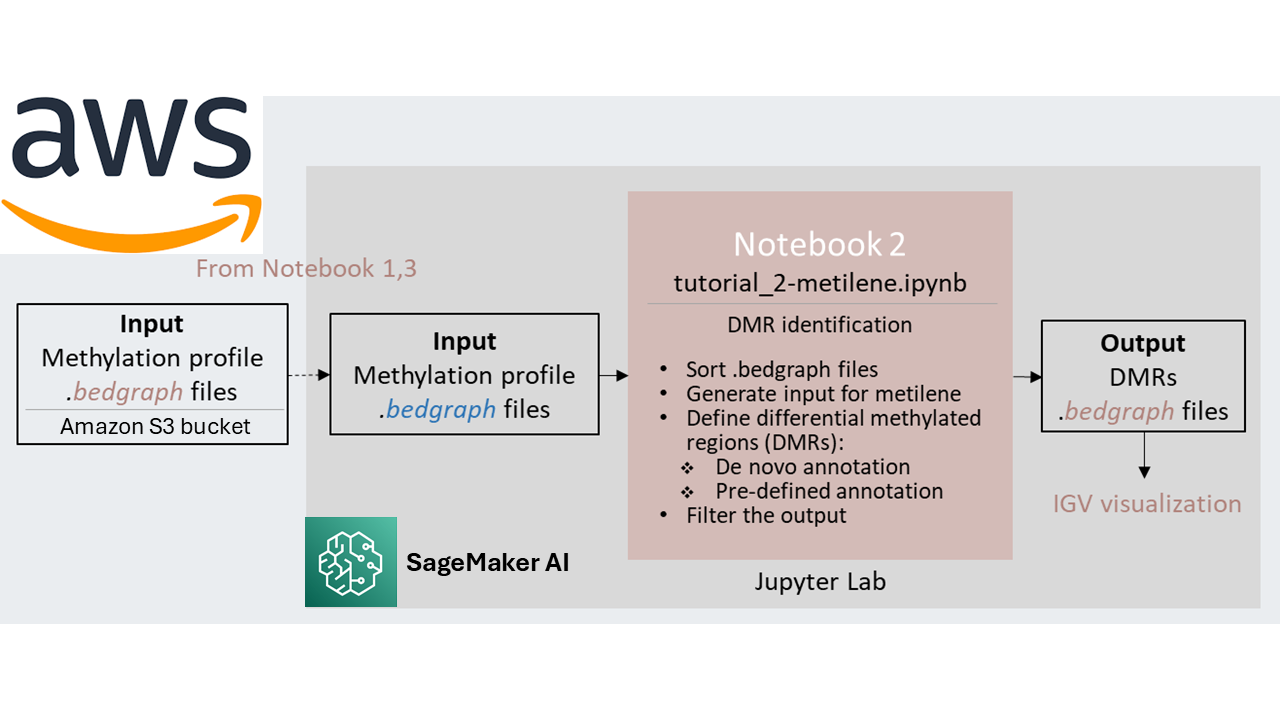 aws
From Notebook 1,3
Input
Methylation profile
.bedgraph files
Amazon S3 bucket
Input
Methylation profile
.bedgraph files
Notebook 2
tutorial_2-metilene.ipynb
DMR identification
• Sort .bedgraph files
• Generate input for metilene
• Define differential methylated
regions (DMRs):
❖ De novo annotation
❖ Pre-defined annotation
• Filter the output
Jupyter Lab
Output
DMRs
.bedgraph files
IGV visualization
SageMaker AI